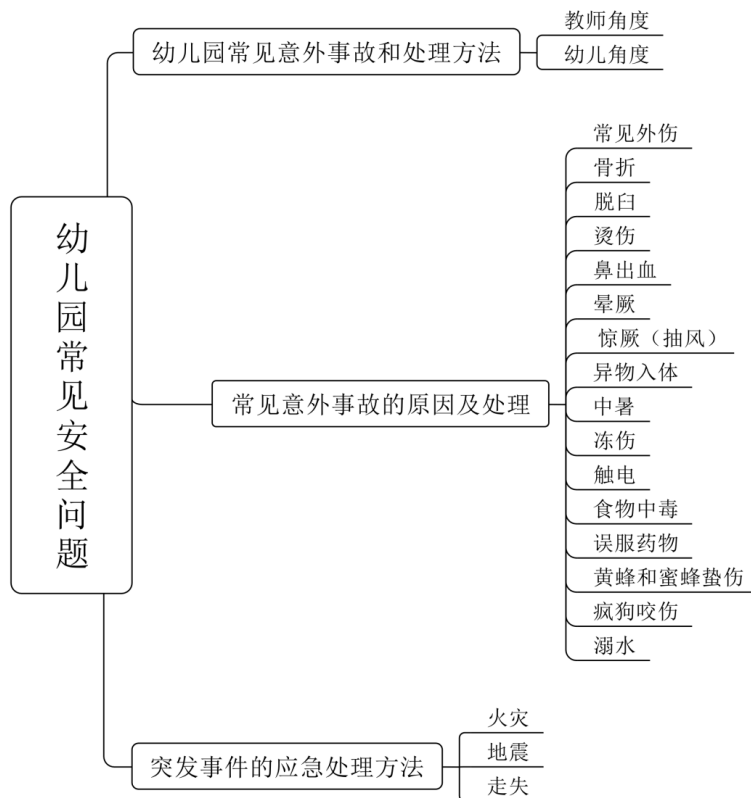 幼儿园常见安全问题
幼儿园常见意外事故和处理方法
教师角度
幼儿角度
常见意外事故的原因及处理
常见外伤
骨折
脱臼
烫伤
鼻出血
晕厥
惊厥（抽风）
异物入体
中暑
冻伤
触电
食物中毒
误服药物
黄蜂和蜜蜂蛰伤
疯狗咬伤
溺水
突发事件的应急处理方法
火灾
地震
走失